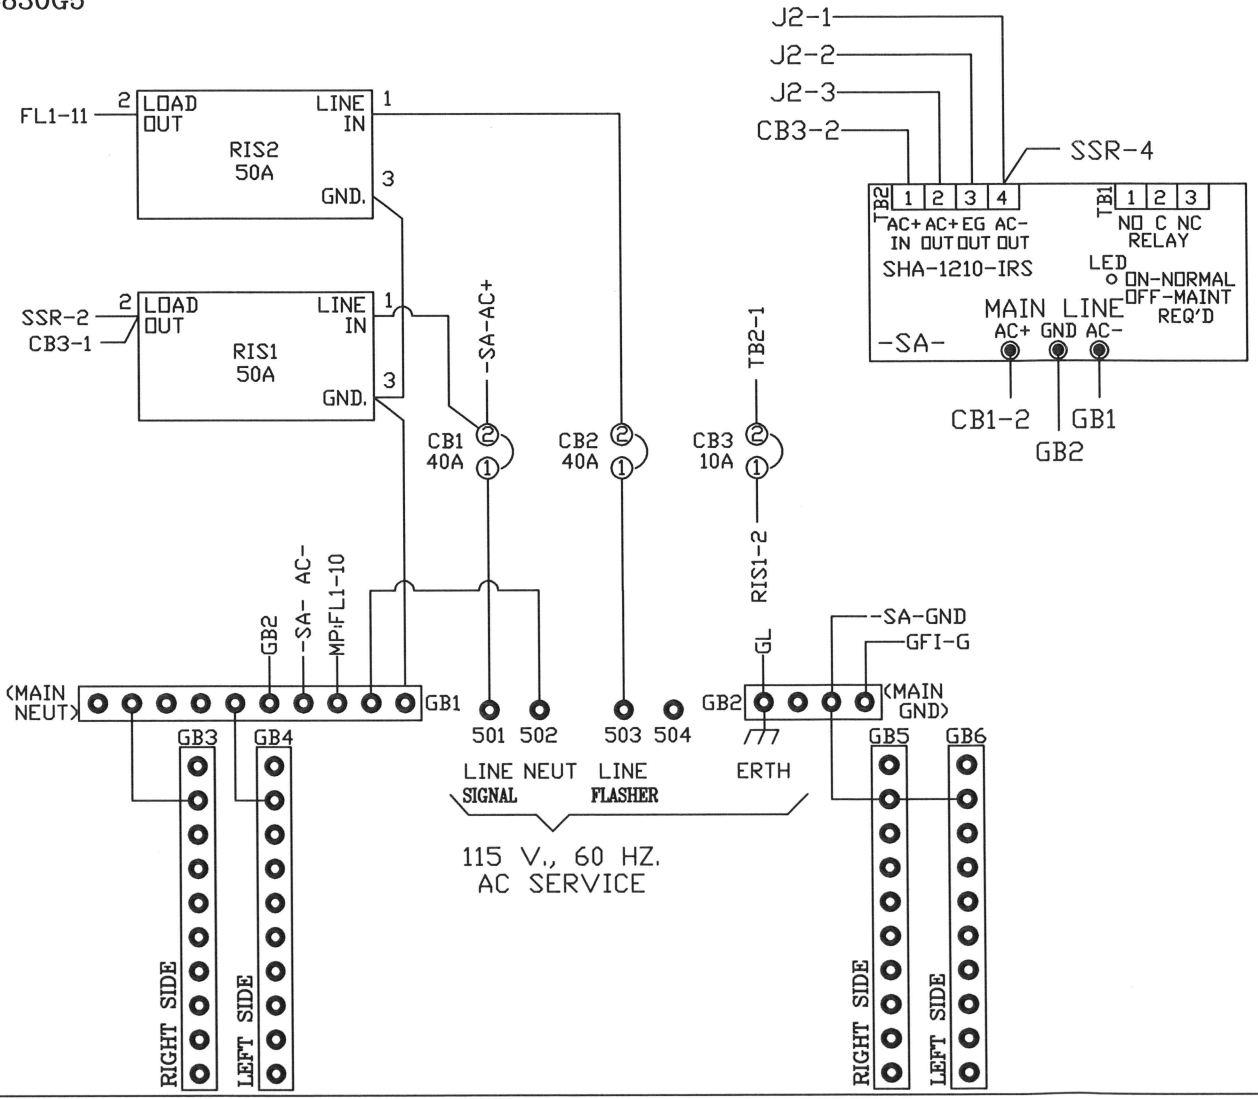 J2-1
J2-2
J2-3
CB3-2
SSR-4
FL1-11
2
LOAD
OUT
LINE
IN
1
RIS2
50A
GND.
3
SSR-2
CB3-1
2
LOAD
OUT
LINE
IN
1
RIS1
50A
GND.
3
TB2
1 2 3 4
AC+ AC+ EG AC-
IN OUT OUT OUT
SHA-1210-IRS
TB1
1 2 3
NO C NC
RELAY
LED
ON-NORMAL
OFF-MAINT
REQ'D
MAIN LINE
AC+ GND AC-
-SA-
CB1-2
GB2
GB1
-SA-AC+
CB1
40A
2
1
CB2
40A
2
1
TB2-1
CB3
10A
2
1
RIS1-2
GB2
-SA- AC-
MP:FL1-10
GL
-SA-GND
GFI-G
(MAIN
NEUT)
GB1
501 502 503 504
GB2
(MAIN
GND)
GB3
GB4
GB5
GB6
LINE NEUT LINE
SIGNAL FLASHER
ERTH
115 V., 60 HZ.
AC SERVICE
RIGHT SIDE
LEFT SIDE
RIGHT SIDE
LEFT SIDE